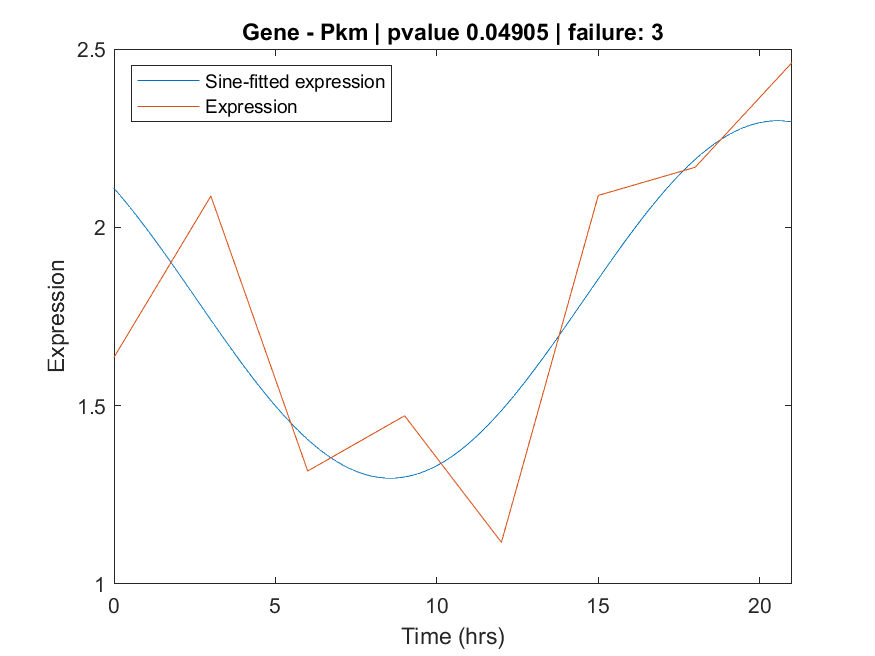 Gene - Pkm | pvalue 0.04905 | failure: 3
2.5
Sine-fitted expression
Expression
2
Expression
1.5
1
0
5
10
15
20
Time (hrs)